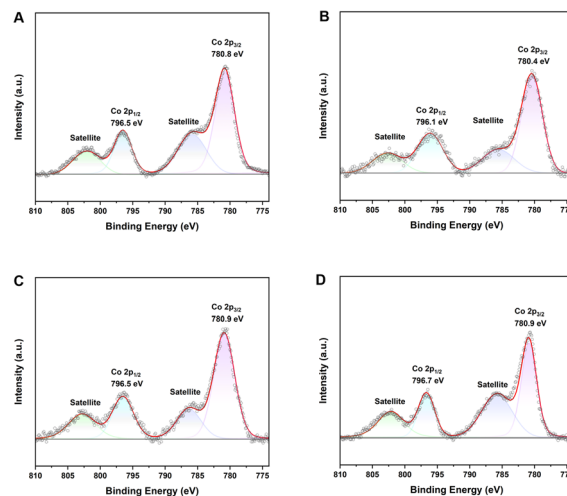 A
Co 2p3/2
780.8 eV
Co 2p1/2
796.5 eV
Satellite
Satellite
Intensity (a.u.)
810 805 800 795 790 785 780 775
Binding Energy (eV)
B
Co 2p3/2
780.4 eV
Co 2p1/2
796.1 eV
Satellite
Satellite
Intensity (a.u.)
810 805 800 795 790 785 780 775
Binding Energy (eV)
C
Co 2p3/2
780.9 eV
Co 2p1/2
796.5 eV
Satellite
Satellite
Intensity (a.u.)
810 805 800 795 790 785 780 775
Binding Energy (eV)
D
Co 2p3/2
780.9 eV
Co 2p1/2
796.7 eV
Satellite
Satellite
Intensity (a.u.)
810 805 800 795 790 785 780 775
Binding Energy (eV)